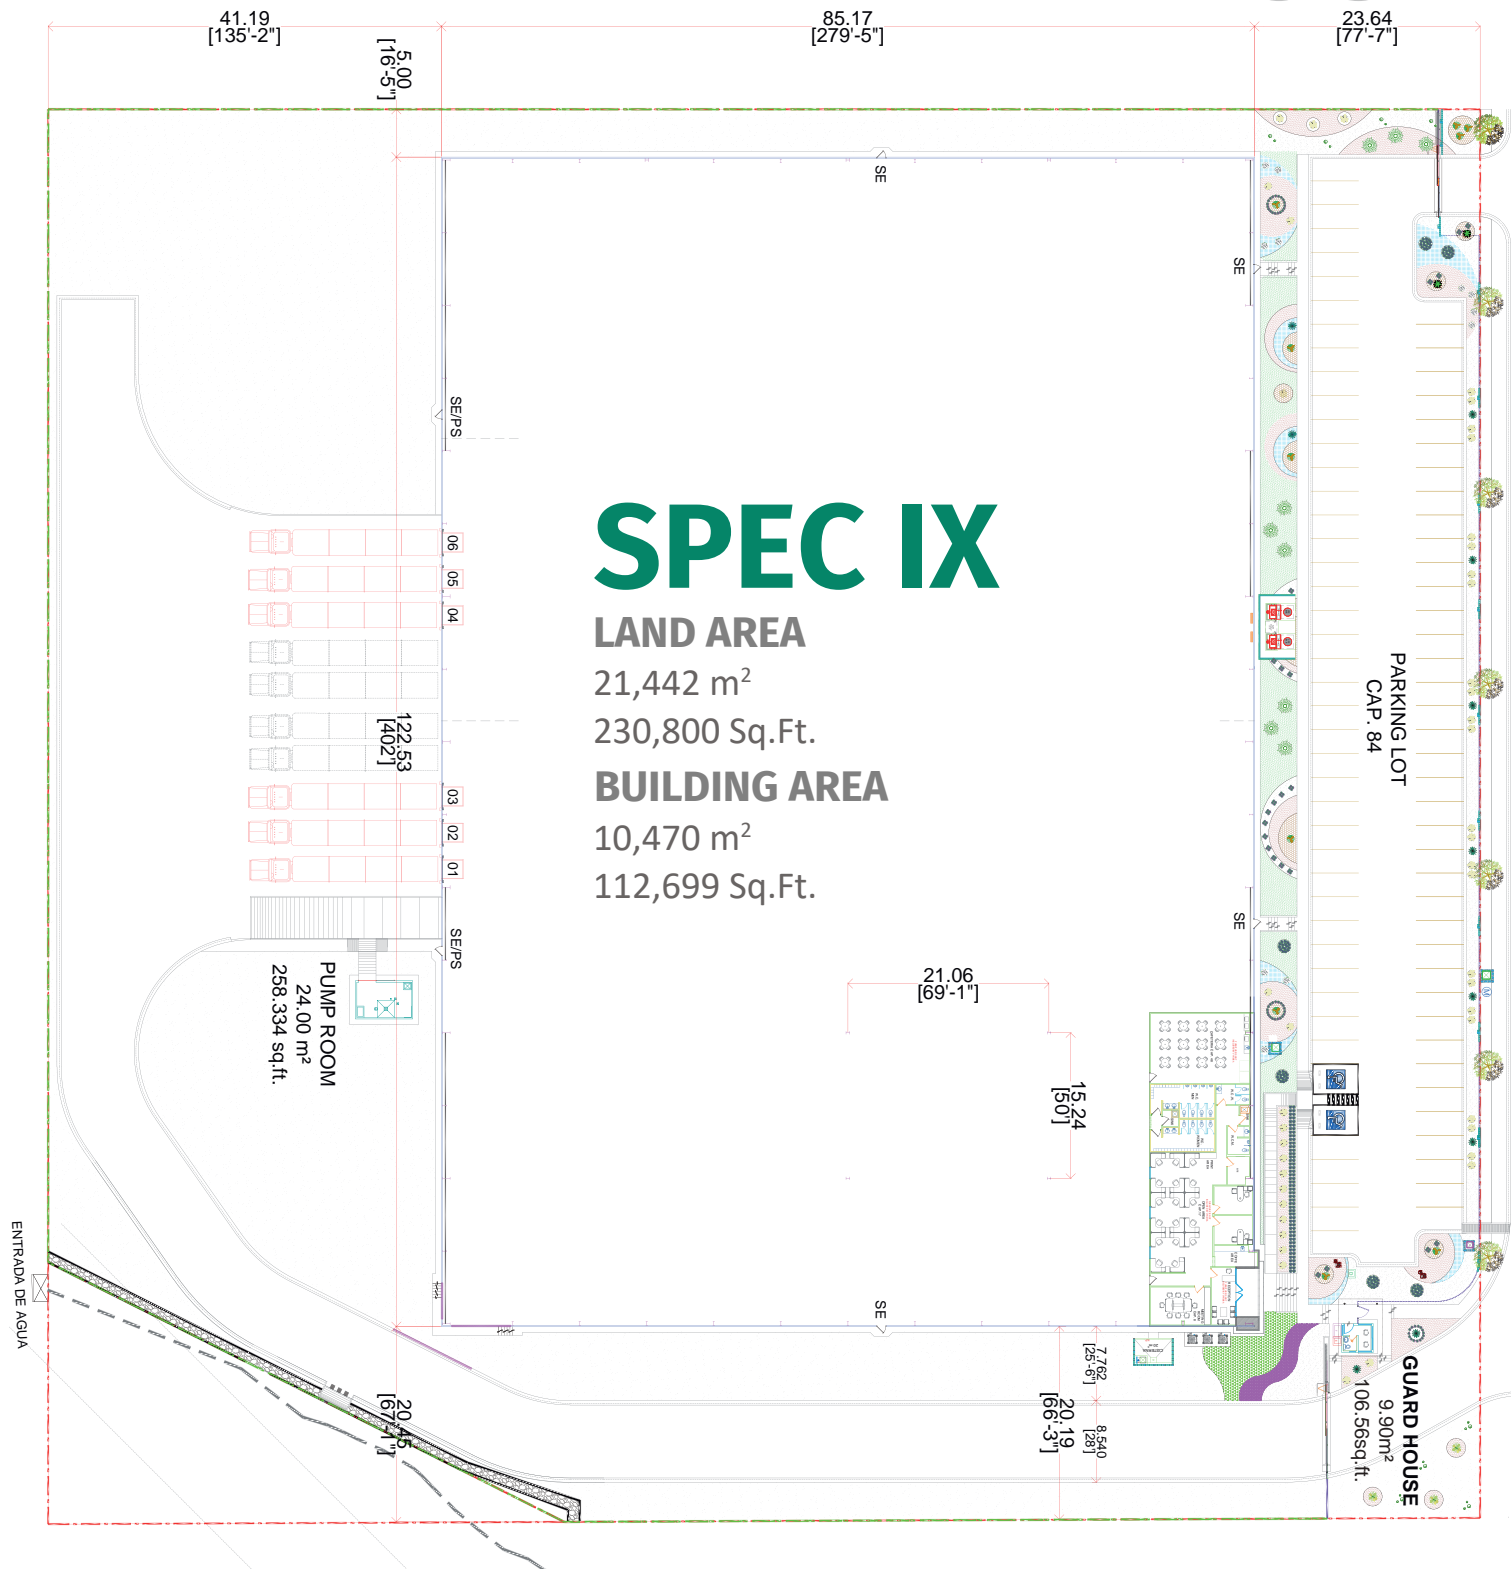 41.19
[135'-2"]
85.17
[279'-5"]
23.64
[77'-7"]
5.00
[16'-5"]
SE
SE
SE/PS
SPEC IX
LAND AREA
21,442 m²
230,800 Sq.Ft.
BUILDING AREA
10,470 m²
112,699 Sq.Ft.
06
05
04
03
02
01
122.53
[402']
PARKING LOT
CAP. 84
SE/PS
SE
PUMP ROOM
24.00 m²
258.334 sq.ft.
21.06
[69'-1"]
15.24
[50']
ENTRADA DE AGUA
SE
7.762
[25'-6"]
8.540
[28']
20.19
[66'-3"]
20.45
[67'-1"]
GUARD HOUSE
9.90m²
106.56sq.ft.